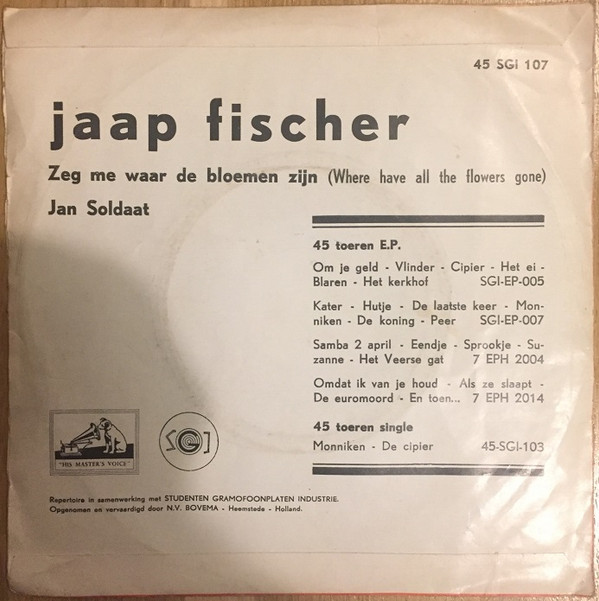 45 SGI 107
jaap fischer
Zeg me waar de bloemen zijn (Where have all the flowers gone)
Jan Soldaat
45 toeren E.P.
Om je geld - Vlinder - Cipier - Het ei -
Blaren - Het kerkhof SGI-EP-005
Kater - Hutje - De laatste keer - Mon-
niken - De koning - Peer SGI-EP-007
Samba 2 april - Eendje - Sprookje - Su-
zanne - Het Veerse gat 7 EPH 2004
Omdat ik van je houd - Als ze slaapt -
De euromoord - En toen... 7 EPH 2014
45 toeren single
Monniken - De cipier 45-SGI-103
"HIS MASTER'S VOICE"
SGI
Repertoire in samenwerking met STUDENTEN GRAMOFOONPLATEN INDUSTRIE.
Opgenomen en vervaardigd door N.V. BOVEMA - Heemstede - Holland.